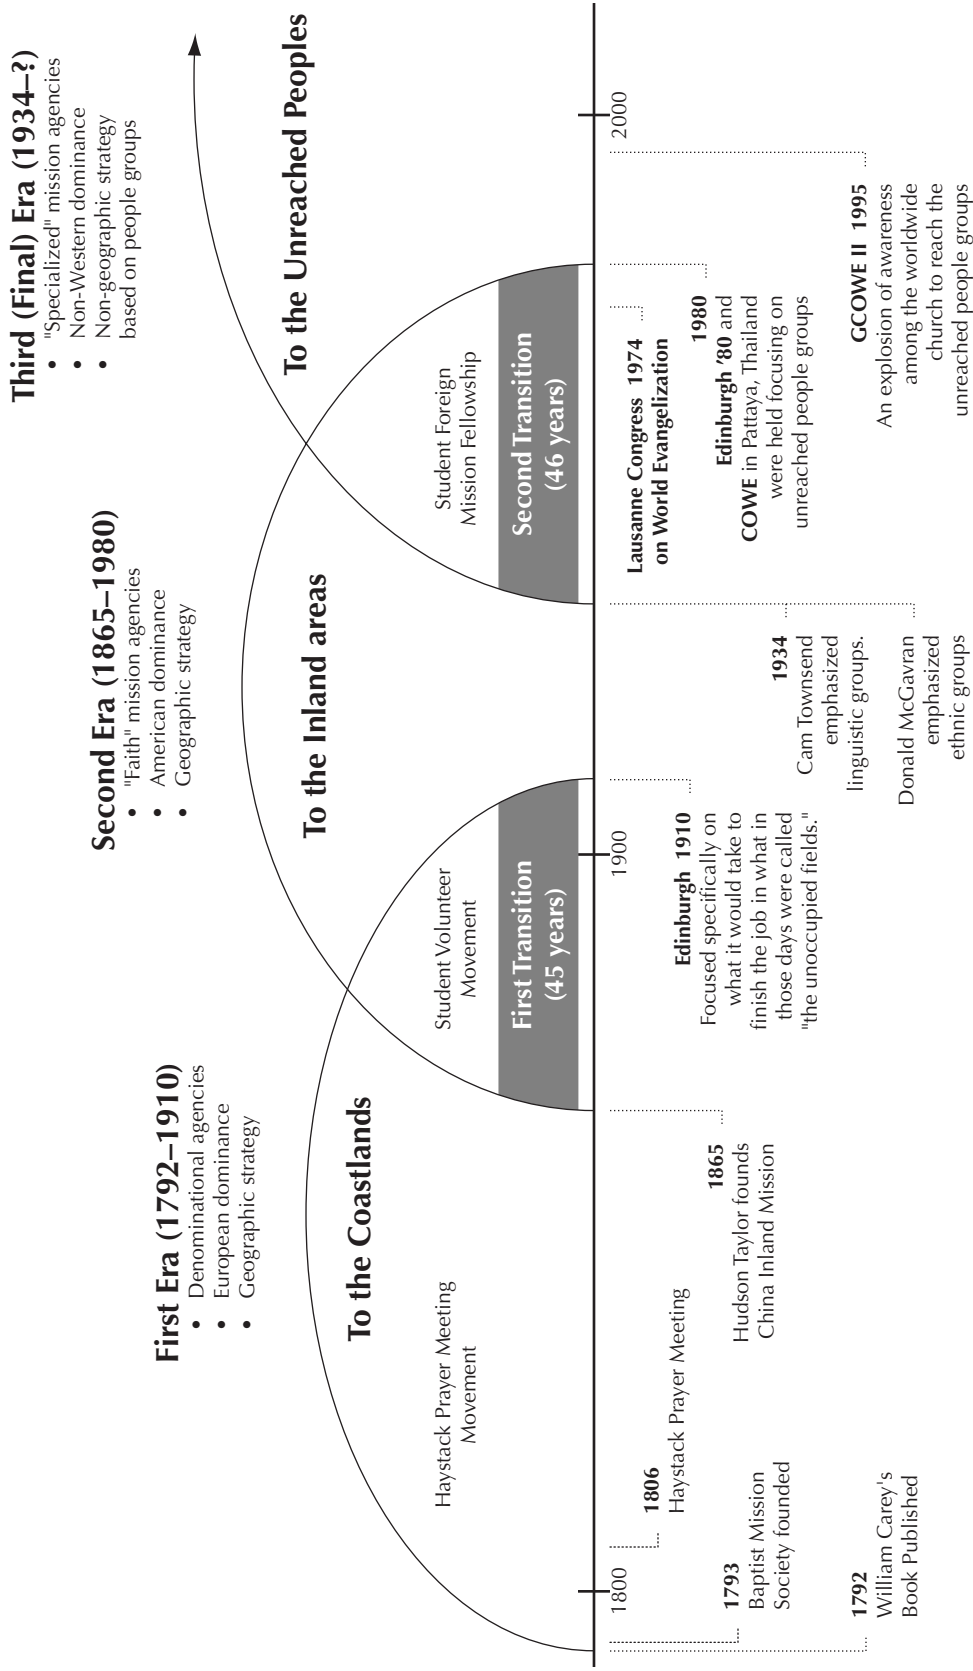 First Era (1792–1910)
• Denominational agencies
• European dominance
• Geographic strategy
Second Era (1865–1980)
• "Faith" mission agencies
• American dominance
• Geographic strategy
Third (Final) Era (1934–?)
• "Specialized" mission agencies
• Non-Western dominance
• Non-geographic strategy
based on people groups
To the Coastlands
To the Inland areas
To the Unreached Peoples
Haystack Prayer Meeting
Movement
Student Volunteer
Movement
Student Foreign
Mission Fellowship
First Transition
(45 years)
Second Transition
(46 years)
1800
1900
2000
1792
William Carey's
Book Published
1793
Baptist Mission
Society founded
1806
Haystack Prayer Meeting
1865
Hudson Taylor founds
China Inland Mission
Edinburgh 1910
Focused specifically on
what it would take to
finish the job in what in
those days were called
"the unoccupied fields."
1934
Cam Townsend
emphasized
linguistic groups.
Donald McGavran
emphasized
ethnic groups
Lausanne Congress 1974
on World Evangelization
1980
Edinburgh ’80 and
COWE in Pattaya, Thailand
were held focusing on
unreached people groups
GCOWE II 1995
An explosion of awareness
among the worldwide
church to reach the
unreached people groups